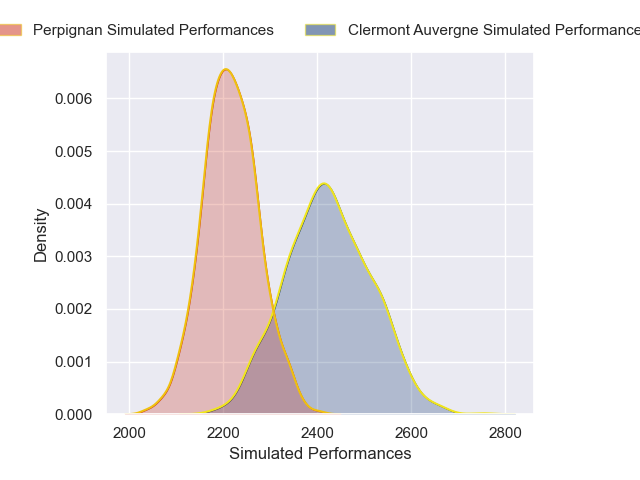 Perpignan Simulated Performances
Clermont Auvergne Simulated Performance
0.006
0.005
0.004
0.003
0.002
0.001
0.000
Density
2000 2200 2400 2600 2800
Simulated Performances